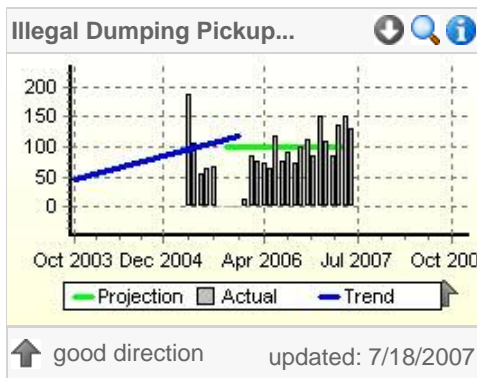 Illegal Dumping Pickup...
200
150
100
50
0
Oct 2003 Dec 2004 Apr 2006 Jul 2007 Oct 200
Projection Actual Trend
good direction updated: 7/18/2007